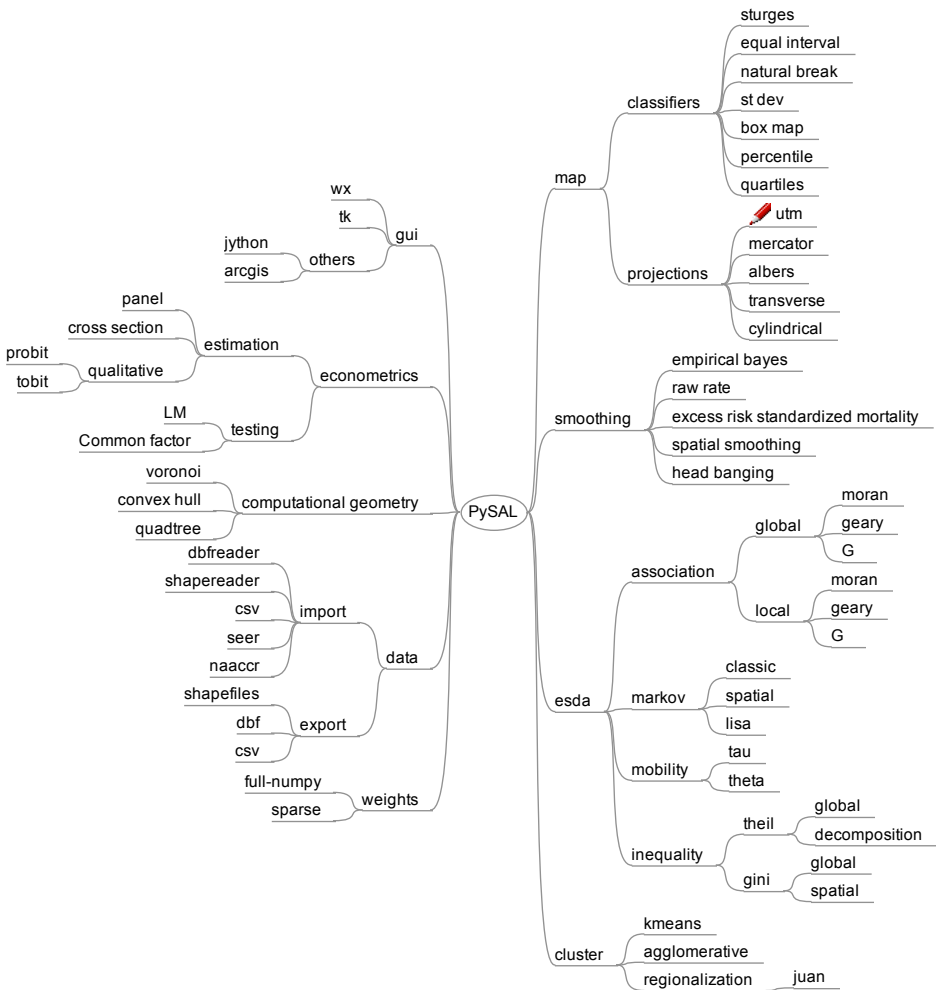 PySAL
map
classifiers
sturges
equal interval
natural break
st dev
box map
percentile
quartiles
projections
utm
mercator
albers
transverse
cylindrical
smoothing
empirical bayes
raw rate
excess risk standardized mortality
spatial smoothing
head banging
esda
association
global
moran
geary
G
local
moran
geary
G
markov
classic
spatial
lisa
mobility
tau
theta
inequality
theil
global
decomposition
gini
global
spatial
cluster
kmeans
agglomerative
regionalization
juan
gui
wx
tk
others
jython
arcgis
econometrics
estimation
panel
cross section
qualitative
probit
tobit
testing
LM
Common factor
computational geometry
voronoi
convex hull
quadtree
data
import
dbfreader
shapereader
csv
seer
naaccr
export
shapefiles
dbf
csv
weights
full-numpy
sparse